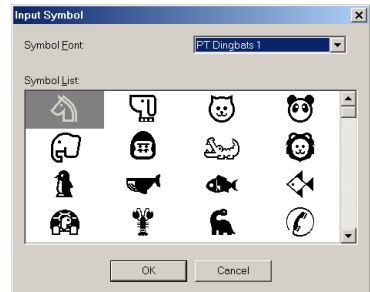 Input Symbol
Symbol Font:
PT Dingbats 1
Symbol List:
OK
Cancel